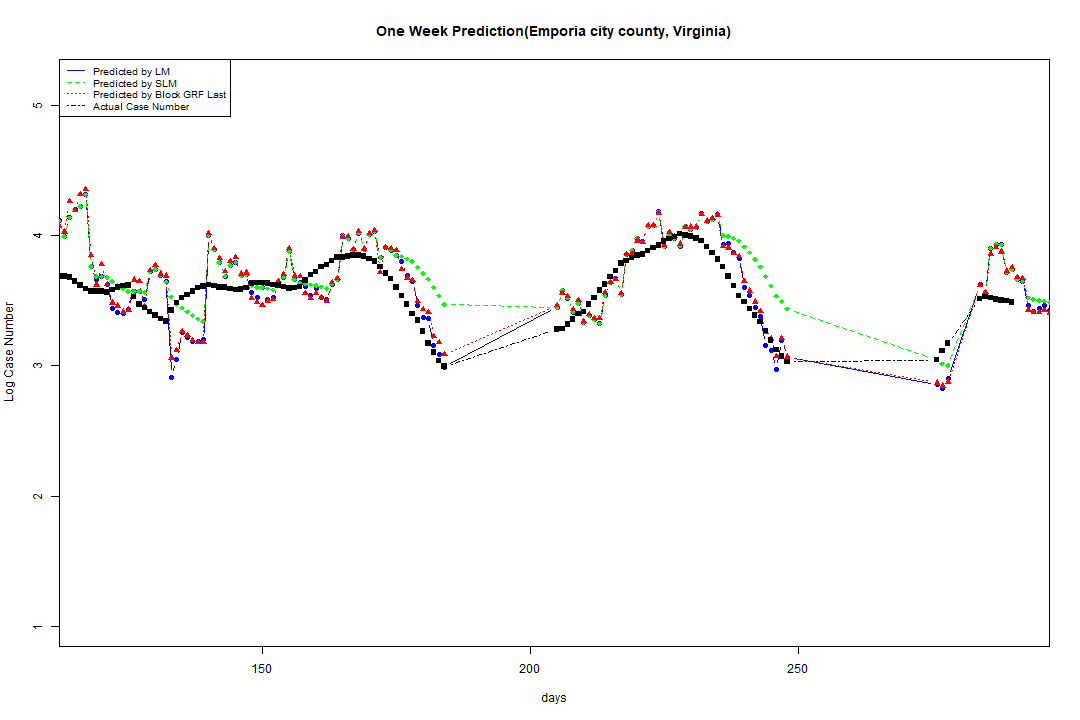 One Week Prediction(Emporia city county, Virginia)
Predicted by LM
Predicted by SLM
Predicted by Block GRF Last
Actual Case Number
5
4
3
2
1
Log Case Number
150
200
250
days